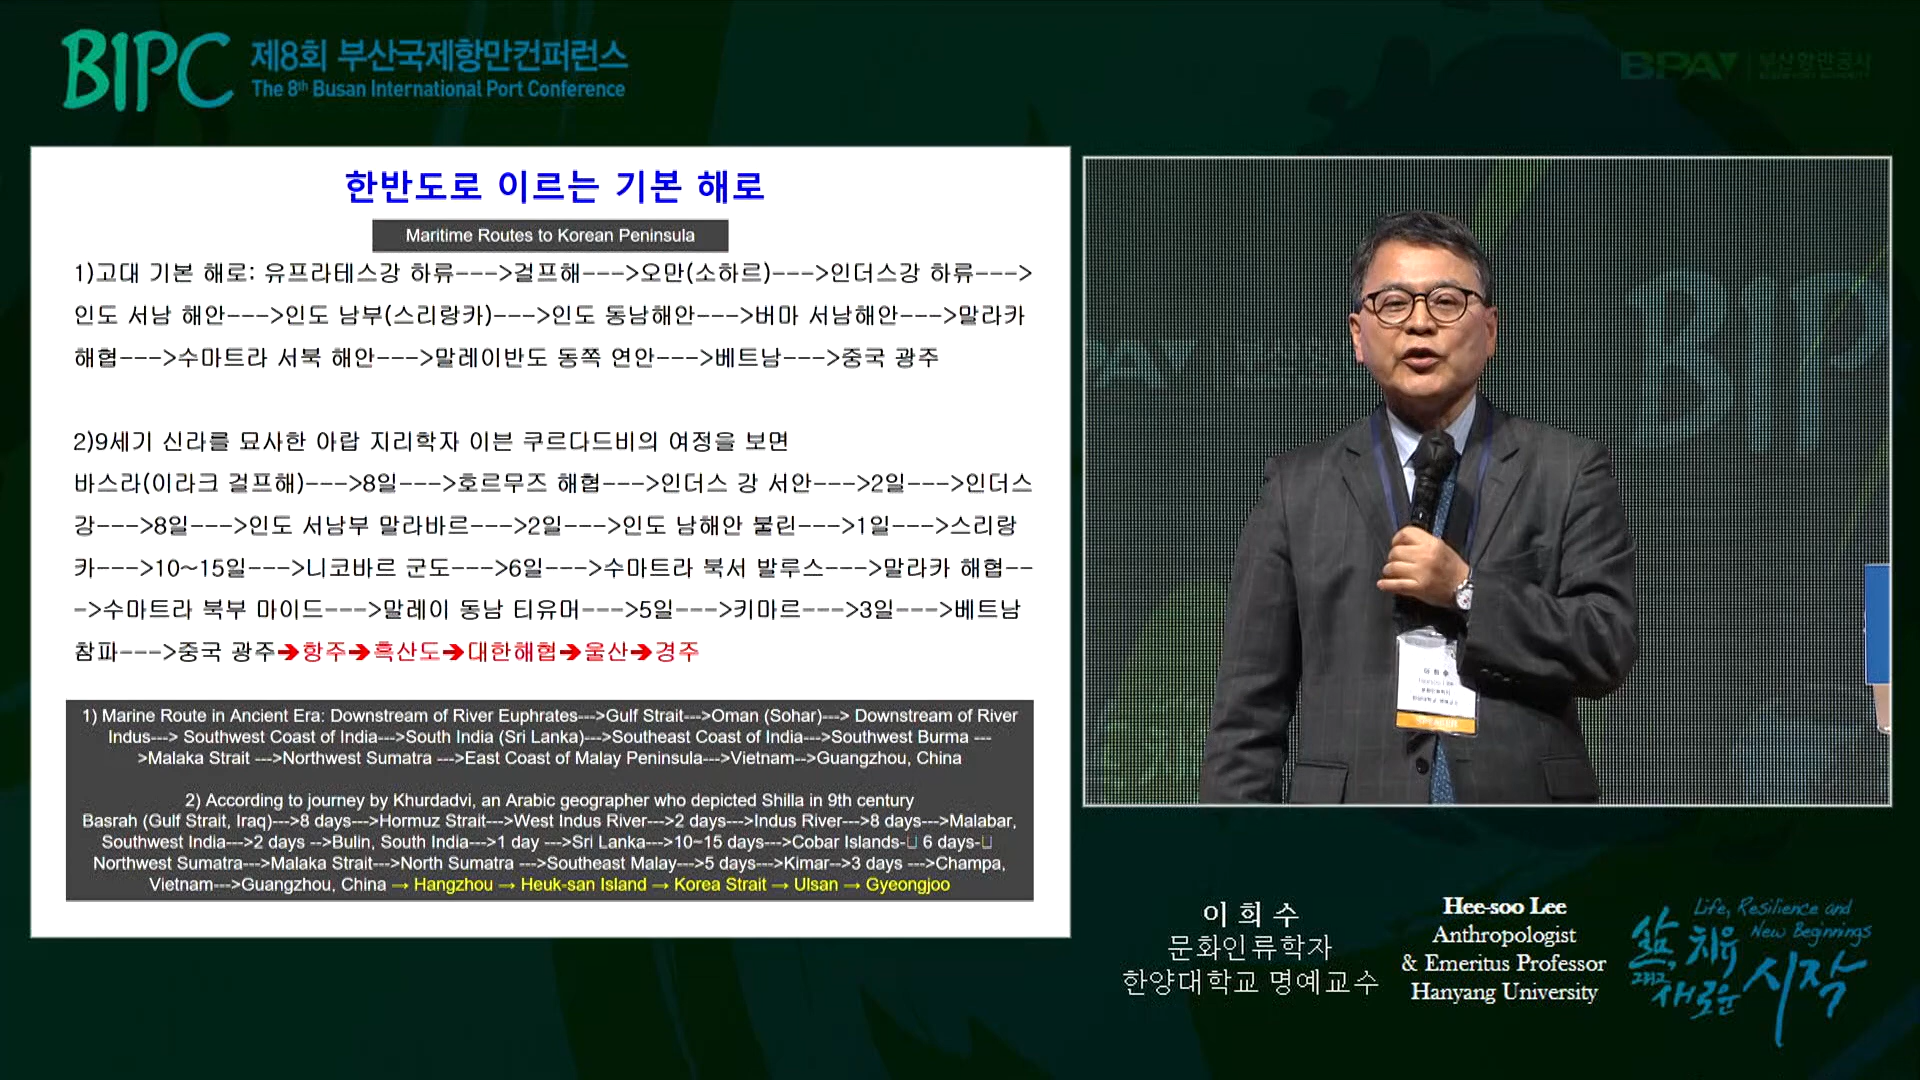 BIPC 제8회 부산국제항만컨퍼런스
The 8th Busan International Port Conference
BPA 부산항만공사
한반도로 이르는 기본 해로
Maritime Routes to Korean Peninsula
1)고대 기본 해로: 유프라테스강 하류--->걸프해--->오만(소하르)--->인더스강 하류--->
인도 서남 해안--->인도 남부(스리랑카)--->인도 동남해안--->버마 서남해안--->말라카
해협--->수마트라 서북 해안--->말레이반도 동쪽 연안--->베트남--->중국 광주
2)9세기 신라를 묘사한 아랍 지리학자 이븐 쿠르다드비의 여정을 보면
바스라(이라크 걸프해)--->8일--->호르무즈 해협--->인더스 강 서안--->2일--->인더스
강--->8일--->인도 서남부 말라바르--->2일--->인도 남해안 불린--->1일--->스리랑
카--->10~15일--->니코바르 군도--->6일--->수마트라 북서 발루스--->말라카 해협--
->수마트라 북부 마이드--->말레이 동남 티유머--->5일--->키마르--->3일--->베트남
참파--->중국 광주➔항주➔흑산도➔대한해협➔울산➔경주
1) Marine Route in Ancient Era: Downstream of River Euphrates--->Gulf Strait--->Oman (Sohar)---> Downstream of River
Indus---> Southwest Coast of India--->South India (Sri Lanka)--->Southeast Coast of India--->Southwest Burma ---
>Malaka Strait --->Northwest Sumatra --->East Coast of Malay Peninsula--->Vietnam-->Guangzhou, China
2) According to journey by Khurdadvi, an Arabic geographer who depicted Shilla in 9th century
Basrah (Gulf Strait, Iraq)--->8 days--->Hormuz Strait--->West Indus River--->2 days--->Indus River--->8 days--->Malabar,
Southwest India--->2 days -->Bulin, South India--->1 day --->Sri Lanka--->10~15 days--->Cobar Islands-□ 6 days-□
Northwest Sumatra--->Malaka Strait--->North Sumatra --->Southeast Malay--->5 days--->Kimar-->3 days --->Champa,
Vietnam--->Guangzhou, China → Hangzhou → Heuk-san Island → Korea Strait → Ulsan → Gyeongjoo
BIP
이 희 수
이 희 수
문화인류학자
한양대학교 명예교수
Hee-soo Lee
Anthropologist
& Emeritus Professor
Hanyang University
Life, Resilience and
New Beginnings
삶, 치유
그리고
새로운 시작